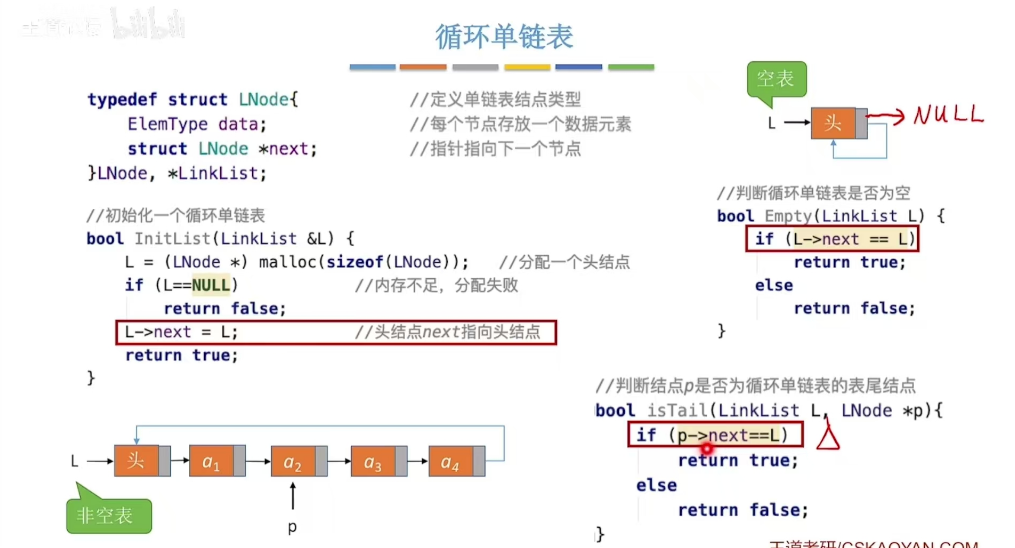 bilibili
循环单链表
typedef struct LNode{ //定义单链表结点类型
ElemType data; //每个节点存放一个数据元素
struct LNode *next; //指针指向下一个节点
}LNode, *LinkList;
//初始化一个循环单链表
bool InitList(LinkList &L) {
L = (LNode *) malloc(sizeof(LNode)); //分配一个头结点
if (L==NULL) //内存不足，分配失败
return false;
L->next = L; //头结点next指向头结点
return true;
}
空表
L 头 NULL
//判断循环单链表是否为空
bool Empty(LinkList L) {
if (L->next == L)
return true;
else
return false;
}
//判断结点p是否为循环单链表的表尾结点
bool isTail(LinkList L, LNode *p){
if (p->next==L)
return true;
else
return false;
}
L 头 a1 a2 a3 a4
非空表
p
王道考研/CSKAOYAN.COM